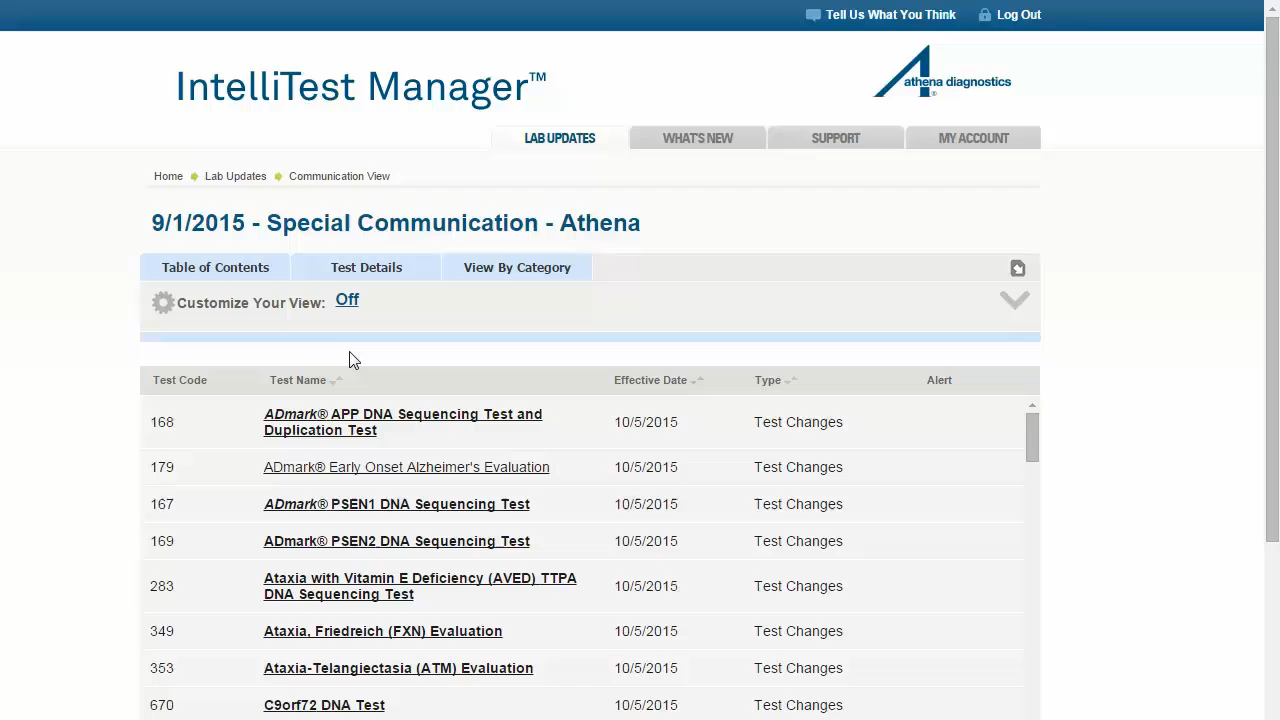 Tell Us What You Think Log Out
IntelliTest Manager™
athena diagnostics®
LAB UPDATES WHAT'S NEW SUPPORT MY ACCOUNT
Home Lab Updates Communication View
9/1/2015 - Special Communication - Athena
Table of Contents Test Details View By Category
Customize Your View: Off
Test Code Test Name Effective Date Type Alert
168 ADmark® APP DNA Sequencing Test and Duplication Test 10/5/2015 Test Changes
179 ADmark® Early Onset Alzheimer's Evaluation 10/5/2015 Test Changes
167 ADmark® PSEN1 DNA Sequencing Test 10/5/2015 Test Changes
169 ADmark® PSEN2 DNA Sequencing Test 10/5/2015 Test Changes
283 Ataxia with Vitamin E Deficiency (AVED) TTPA DNA Sequencing Test 10/5/2015 Test Changes
349 Ataxia, Friedreich (FXN) Evaluation 10/5/2015 Test Changes
353 Ataxia-Telangiectasia (ATM) Evaluation 10/5/2015 Test Changes
670 C9orf72 DNA Test 10/5/2015 Test Changes